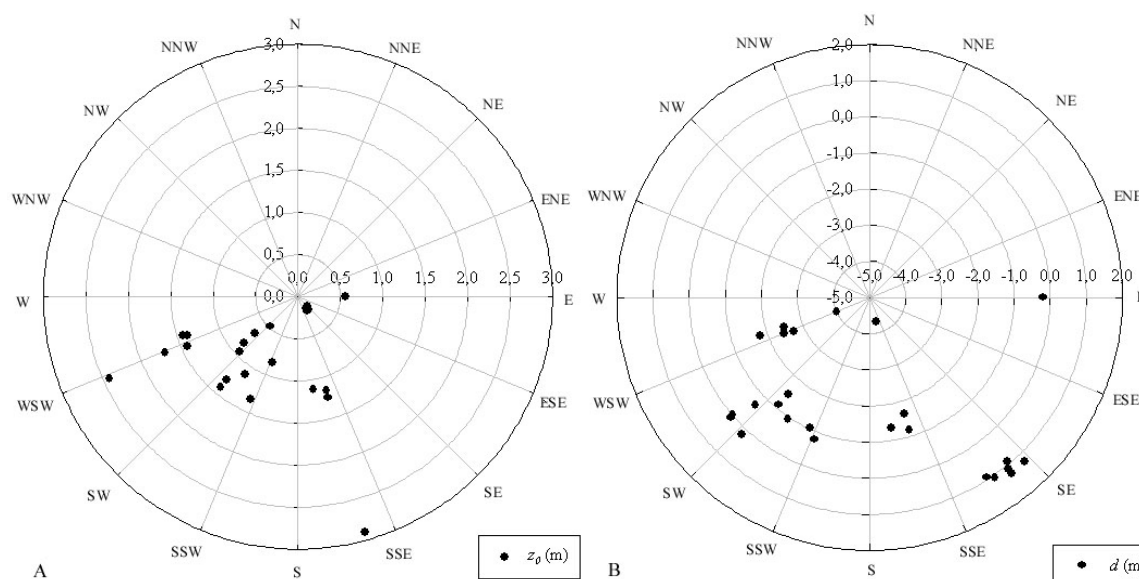 N
NNW
NNE
NW
NE
WNW
ENE
W
E
WSW
ESE
SW
SE
SSW
SSE
S
3,0
2,5
2,0
1,5
1,0
0,5
0,0
0,0 0,5 1,0 1,5 2,0 2,5 3,0
z₀ (m)
A
N
NNW
NNE
NW
NE
WNW
ENE
W
WSW
ESE
SW
SE
SSW
SSE
S
2,0
1,0
0,0
-1,0
-2,0
-3,0
-4,0
-5,0
-5,0 -4,0 -3,0 -2,0 -1,0 0,0 1,0 2,0
d (m
B